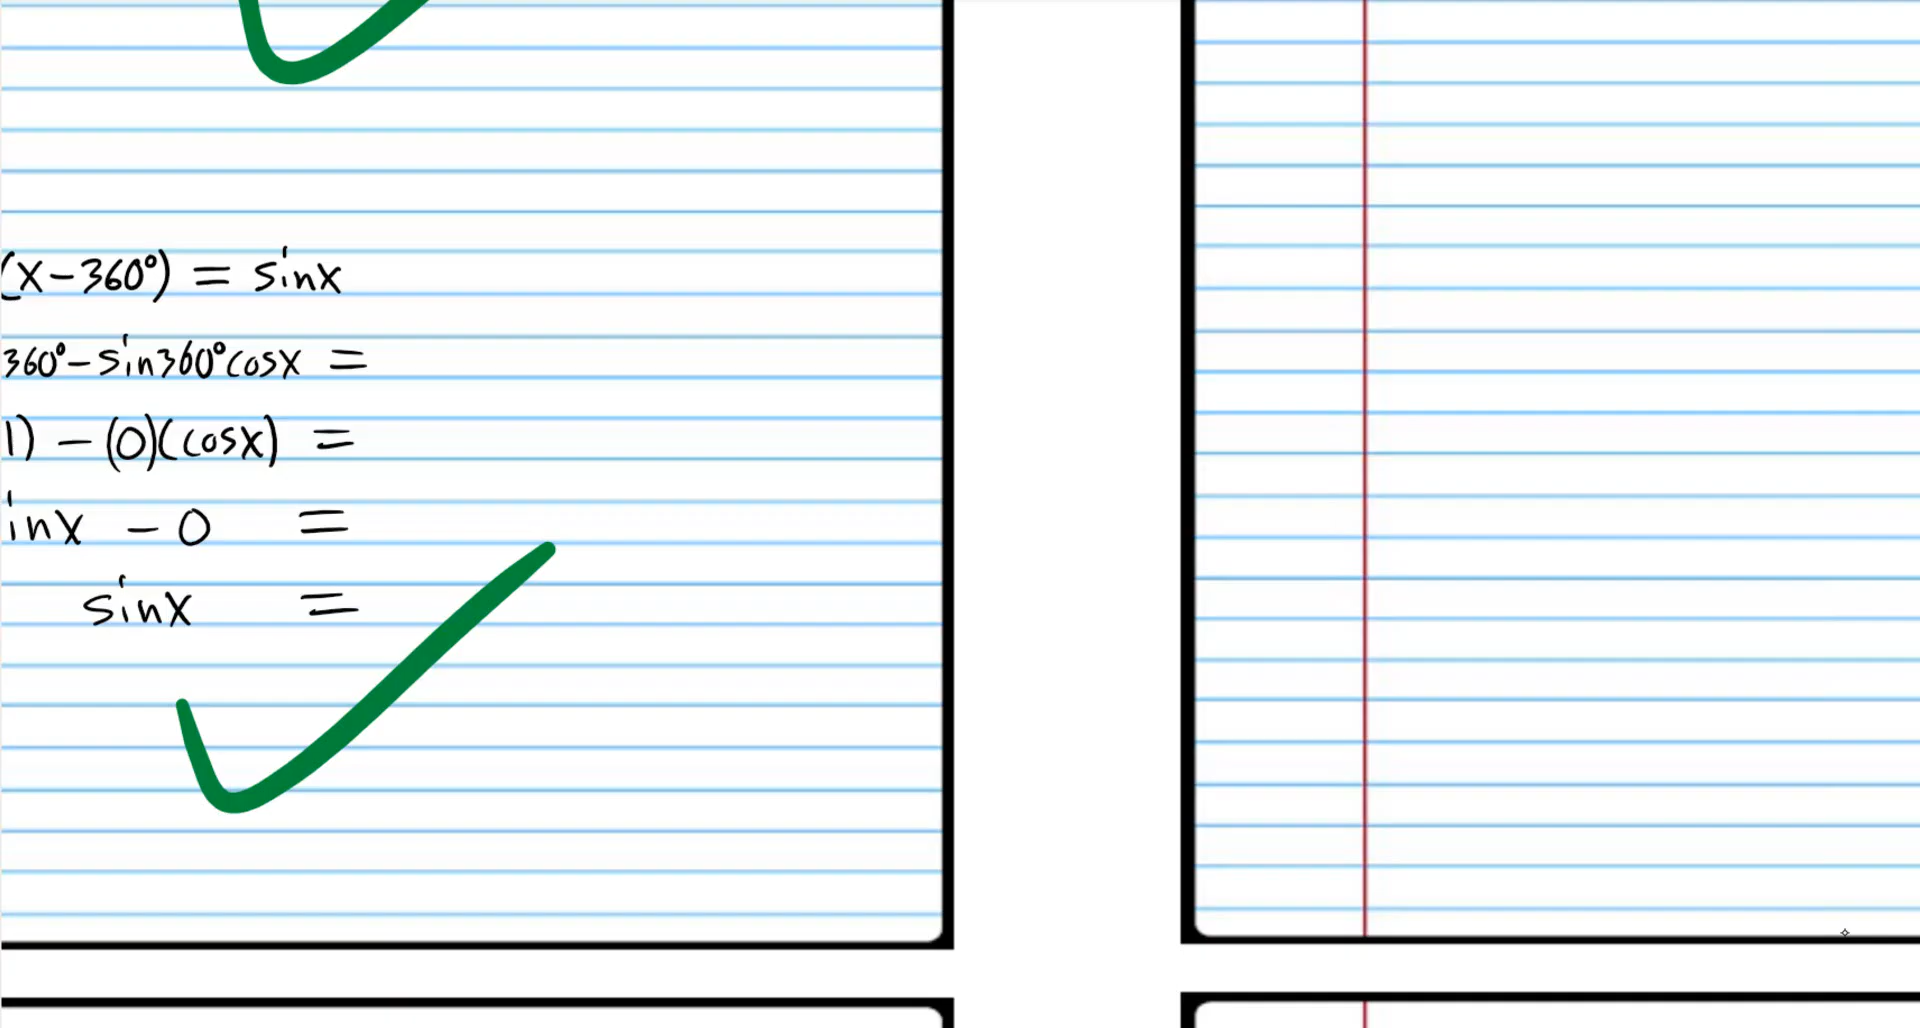 (x-360°) = sinx
360°-sin360°cosx =
1) - (0)(cosx) =
inx - 0 =
sinx =